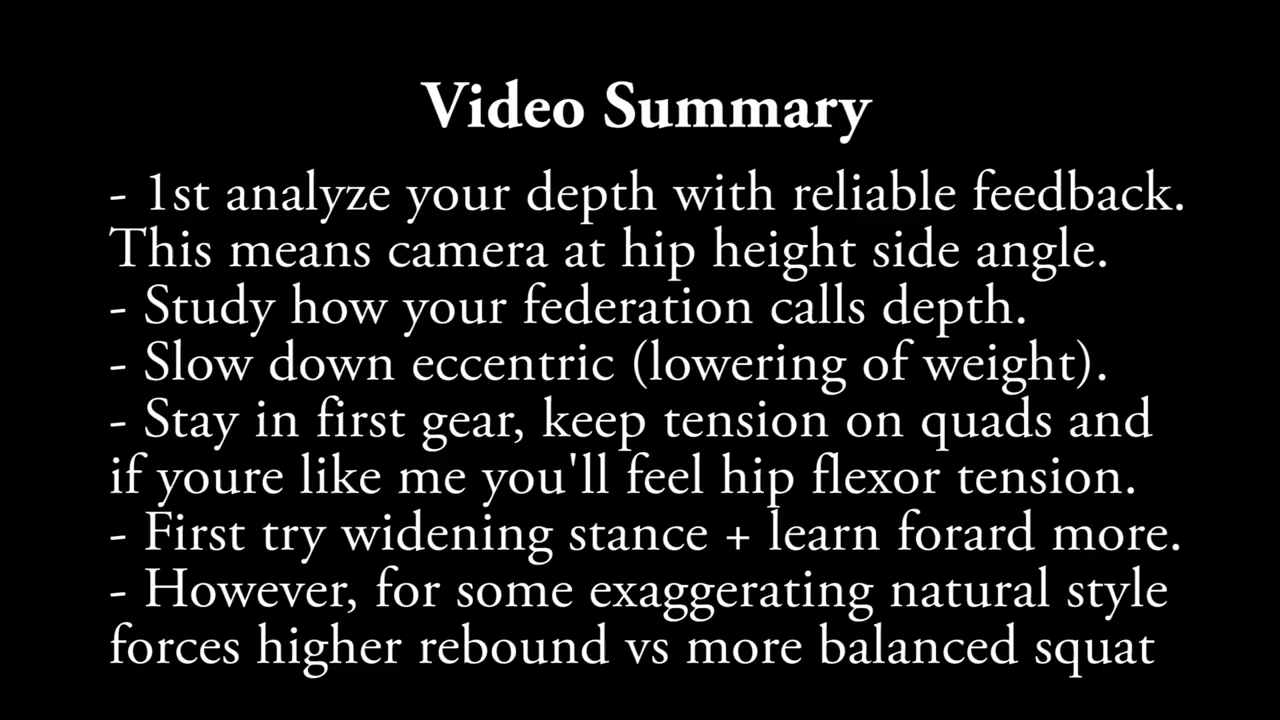 Video Summary
- 1st analyze your depth with reliable feedback.
This means camera at hip height side angle.
- Study how your federation calls depth.
- Slow down eccentric (lowering of weight).
- Stay in first gear, keep tension on quads and
if youre like me you'll feel hip flexor tension.
- First try widening stance + learn forard more.
- However, for some exaggerating natural style
forces higher rebound vs more balanced squat